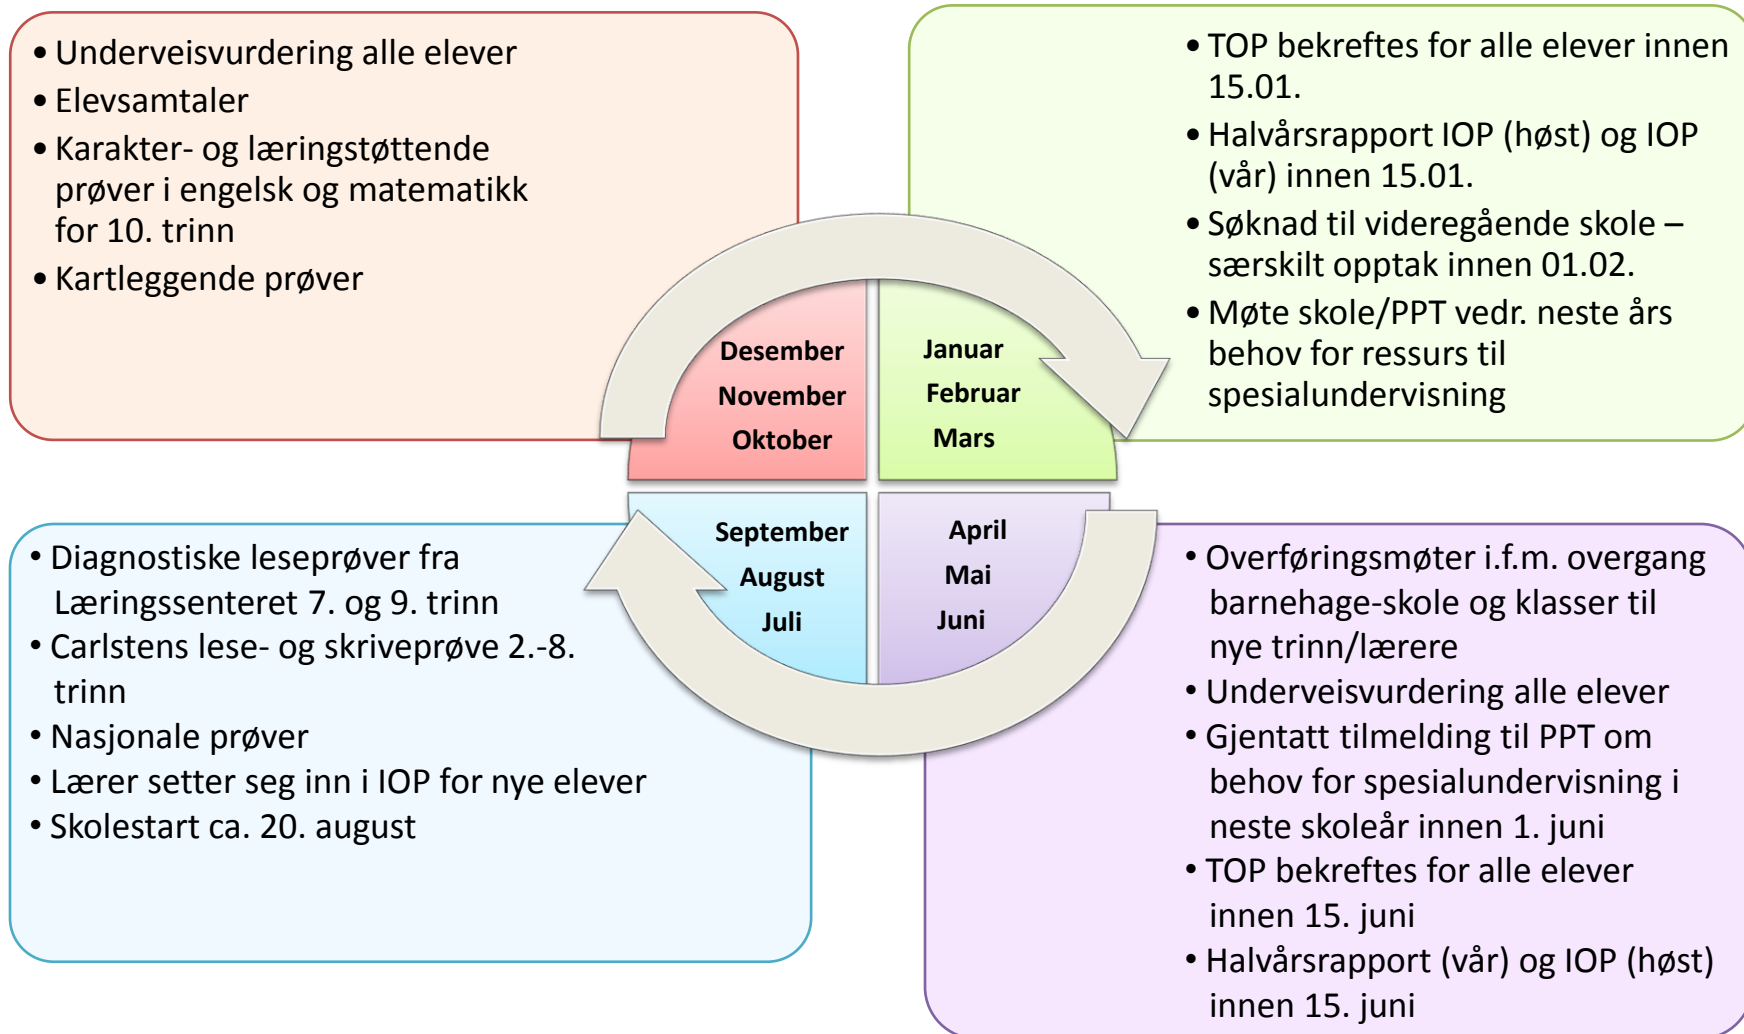 • Underveisvurdering alle elever
• Elevsamtaler
• Karakter- og læringstøttende
prøver i engelsk og matematikk
for 10. trinn
• Kartleggende prøver
• TOP bekreftes for alle elever innen
15.01.
• Halvårsrapport IOP (høst) og IOP
(vår) innen 15.01.
• Søknad til videregående skole –
særskilt opptak innen 01.02.
• Møte skole/PPT vedr. neste års
behov for ressurs til
spesialundervisning
Desember
November
Oktober
Januar
Februar
Mars
September
August
Juli
April
Mai
Juni
• Diagnostiske leseprøver fra
Læringssenteret 7. og 9. trinn
• Carlstens lese- og skriveprøve 2.-8.
trinn
• Nasjonale prøver
• Lærer setter seg inn i IOP for nye elever
• Skolestart ca. 20. august
• Overføringsmøter i.f.m. overgang
barnehage-skole og klasser til
nye trinn/lærere
• Underveisvurdering alle elever
• Gjentatt tilmelding til PPT om
behov for spesialundervisning i
neste skoleår innen 1. juni
• TOP bekreftes for alle elever
innen 15. juni
• Halvårsrapport (vår) og IOP (høst)
innen 15. juni